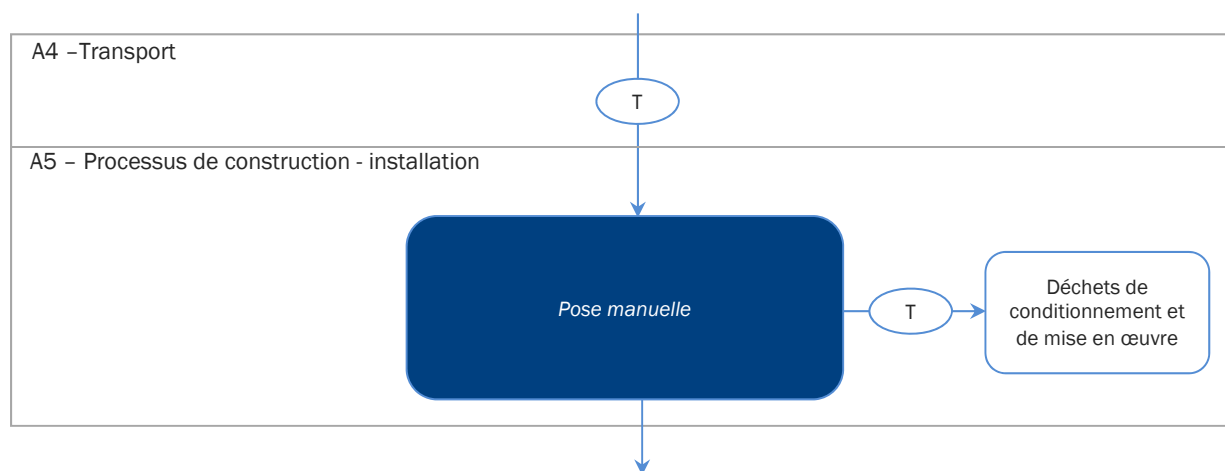 A4 –Transport
T
A5 – Processus de construction - installation
Pose manuelle
T
Déchets de
conditionnement et
de mise en œuvre